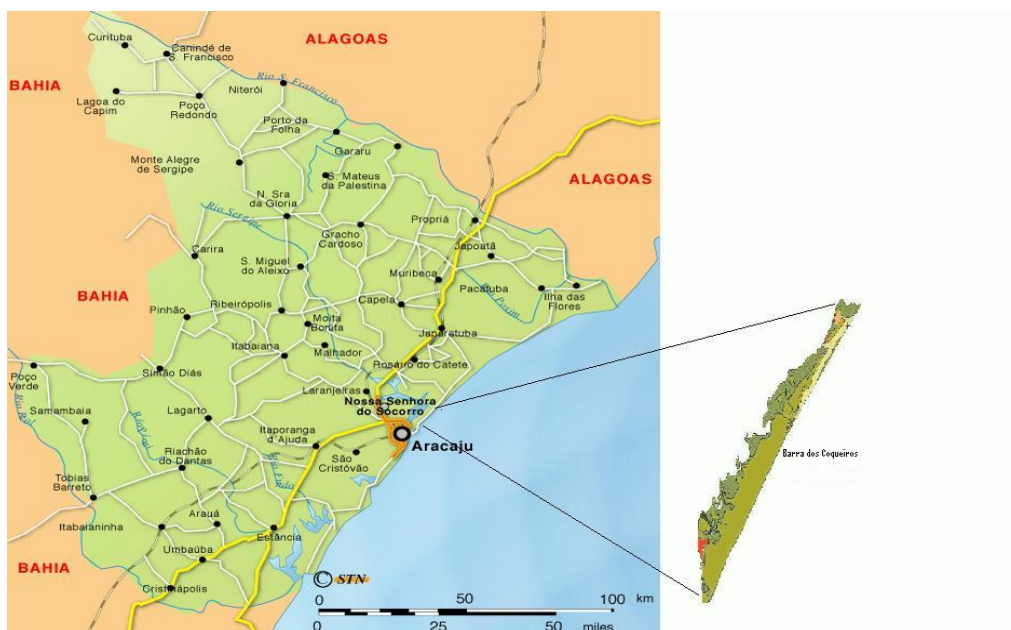 Curituba
Canindé de
S. Francisco
ALAGOAS
BAHIA
Rio S. Francisco
Niterói
Lagoa do
Capim
Poço
Redondo
Porto da
Folha
Gararu
Monte Alegre
de Sergipe
S. Mateus
da Palestina
ALAGOAS
N. Sra
da Gloria
Rio Sergipe
Propriá
Gracho
Cardoso
Japoatã
Carira
S. Miguel
do Aleixo
Muribeca
Pacatuba
Ilha das
Flores
BAHIA
Capela
Ribeirópolis
Pinhão
Moita
Bonita
Japaratuba
Itabaiana
Malhador
Rosário do Catete
Poço
Verde
Simão Diás
Laranjeiras
Nossa Senhora
do Socorro
Samambaia
Lagarto
Itaporanga
d'Ajuda
Aracaju
São
Cristóvão
Riachão
do Dantas
Barra dos Coqueiros
Tobias
Barreto
Arauá
Itabaianinha
Estância
Umbaúba
BAHIA
Cristinápolis
© STN
0 50 100 km
0 25 50 miles